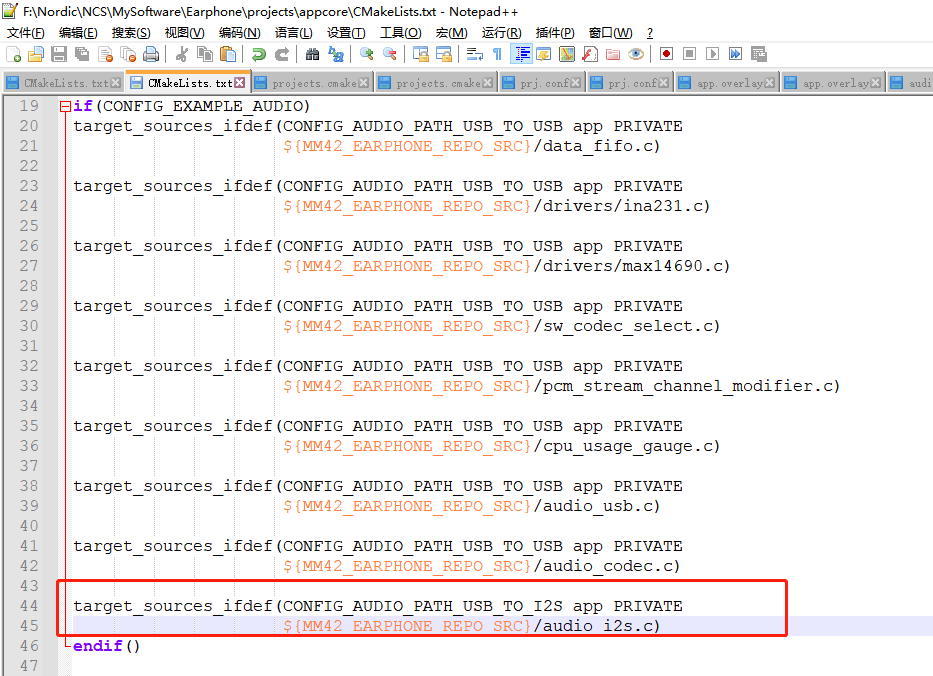 F:\Nordic\NCS\MySoftware\Earphone\projects\appcore\CMakeLists.txt - Notepad++
文件(F) 编辑(E) 搜索(S) 视图(V) 编码(N) 语言(L) 设置(T) 工具(O) 宏(M) 运行(R) 插件(P) 窗口(W) ?
CMakeLists.txt CMakeLists.txt projects.cmake projects.cmake prj.conf prj.conf app.overlay app.overlay audi
19 if(CONFIG_EXAMPLE_AUDIO)
20 target_sources_ifdef(CONFIG_AUDIO_PATH_USB_TO_USB app PRIVATE
21 ${MM42_EARPHONE_REPO_SRC}/data_fifo.c)
22
23 target_sources_ifdef(CONFIG_AUDIO_PATH_USB_TO_USB app PRIVATE
24 ${MM42_EARPHONE_REPO_SRC}/drivers/ina231.c)
25
26 target_sources_ifdef(CONFIG_AUDIO_PATH_USB_TO_USB app PRIVATE
27 ${MM42_EARPHONE_REPO_SRC}/drivers/max14690.c)
28
29 target_sources_ifdef(CONFIG_AUDIO_PATH_USB_TO_USB app PRIVATE
30 ${MM42_EARPHONE_REPO_SRC}/sw_codec_select.c)
31
32 target_sources_ifdef(CONFIG_AUDIO_PATH_USB_TO_USB app PRIVATE
33 ${MM42_EARPHONE_REPO_SRC}/pcm_stream_channel_modifier.c)
34
35 target_sources_ifdef(CONFIG_AUDIO_PATH_USB_TO_USB app PRIVATE
36 ${MM42_EARPHONE_REPO_SRC}/cpu_usage_gauge.c)
37
38 target_sources_ifdef(CONFIG_AUDIO_PATH_USB_TO_USB app PRIVATE
39 ${MM42_EARPHONE_REPO_SRC}/audio_usb.c)
40
41 target_sources_ifdef(CONFIG_AUDIO_PATH_USB_TO_USB app PRIVATE
42 ${MM42_EARPHONE_REPO_SRC}/audio_codec.c)
43
44 target_sources_ifdef(CONFIG_AUDIO_PATH_USB_TO_I2S app PRIVATE
45 ${MM42_EARPHONE_REPO_SRC}/audio_i2s.c)
46 endif()
47